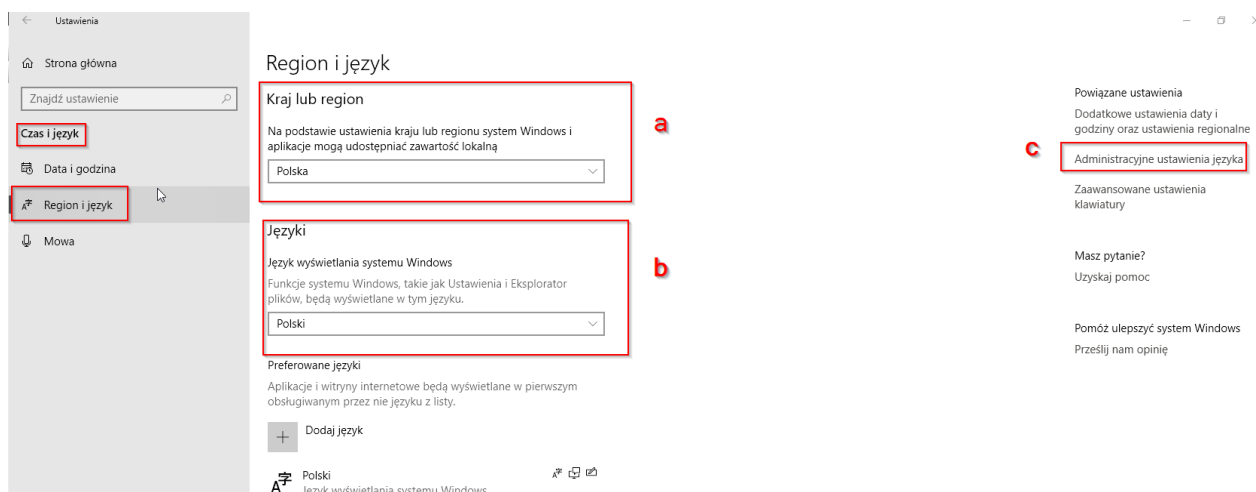 Ustawienia
Strona główna
Znajdź ustawienie
Czas i język
Data i godzina
Region i język
Mowa
Region i język
Kraj lub region
Na podstawie ustawienia kraju lub regionu system Windows i
aplikacje mogą udostępniać zawartość lokalną
Polska
a
Języki
Język wyświetlania systemu Windows
Funkcje systemu Windows, takie jak Ustawienia i Eksplorator
plików, będą wyświetlane w tym języku.
Polski
b
Preferowane języki
Aplikacje i witryny internetowe będą wyświetlane w pierwszym
obsługiwanym przez nie języku z listy.
Dodaj język
Polski
Język wyświetlania systemu Windows
Powiązane ustawienia
Dodatkowe ustawienia daty i
godziny oraz ustawienia regionalne
c
Administracyjne ustawienia języka
Zaawansowane ustawienia
klawiatury
Masz pytanie?
Uzyskaj pomoc
Pomóż ulepszyć system Windows
Prześlij nam opinię